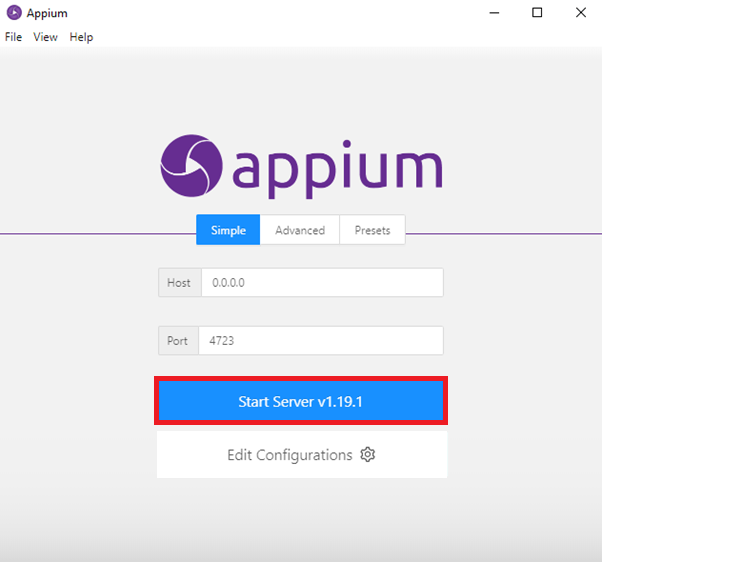 Appium
File View Help
appium
Simple Advanced Presets
Host 0.0.0.0
Port 4723
Start Server v1.19.1
Edit Configurations